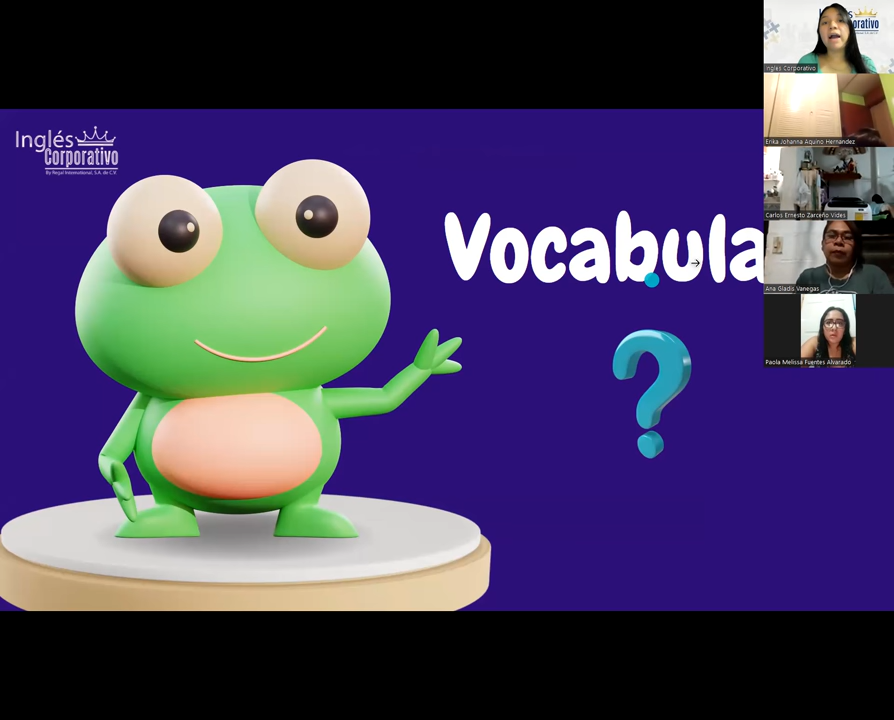 Inglés
Corporativo
By Regal International, S.A. de C.V.
Vocabula
?
Inglés Corporativo
Erika Johanna Aquino Hernandez
Carlos Ernesto Zarceño Vides
Ana Gladis Vanegas
Paola Melissa Fuentes Alvarado